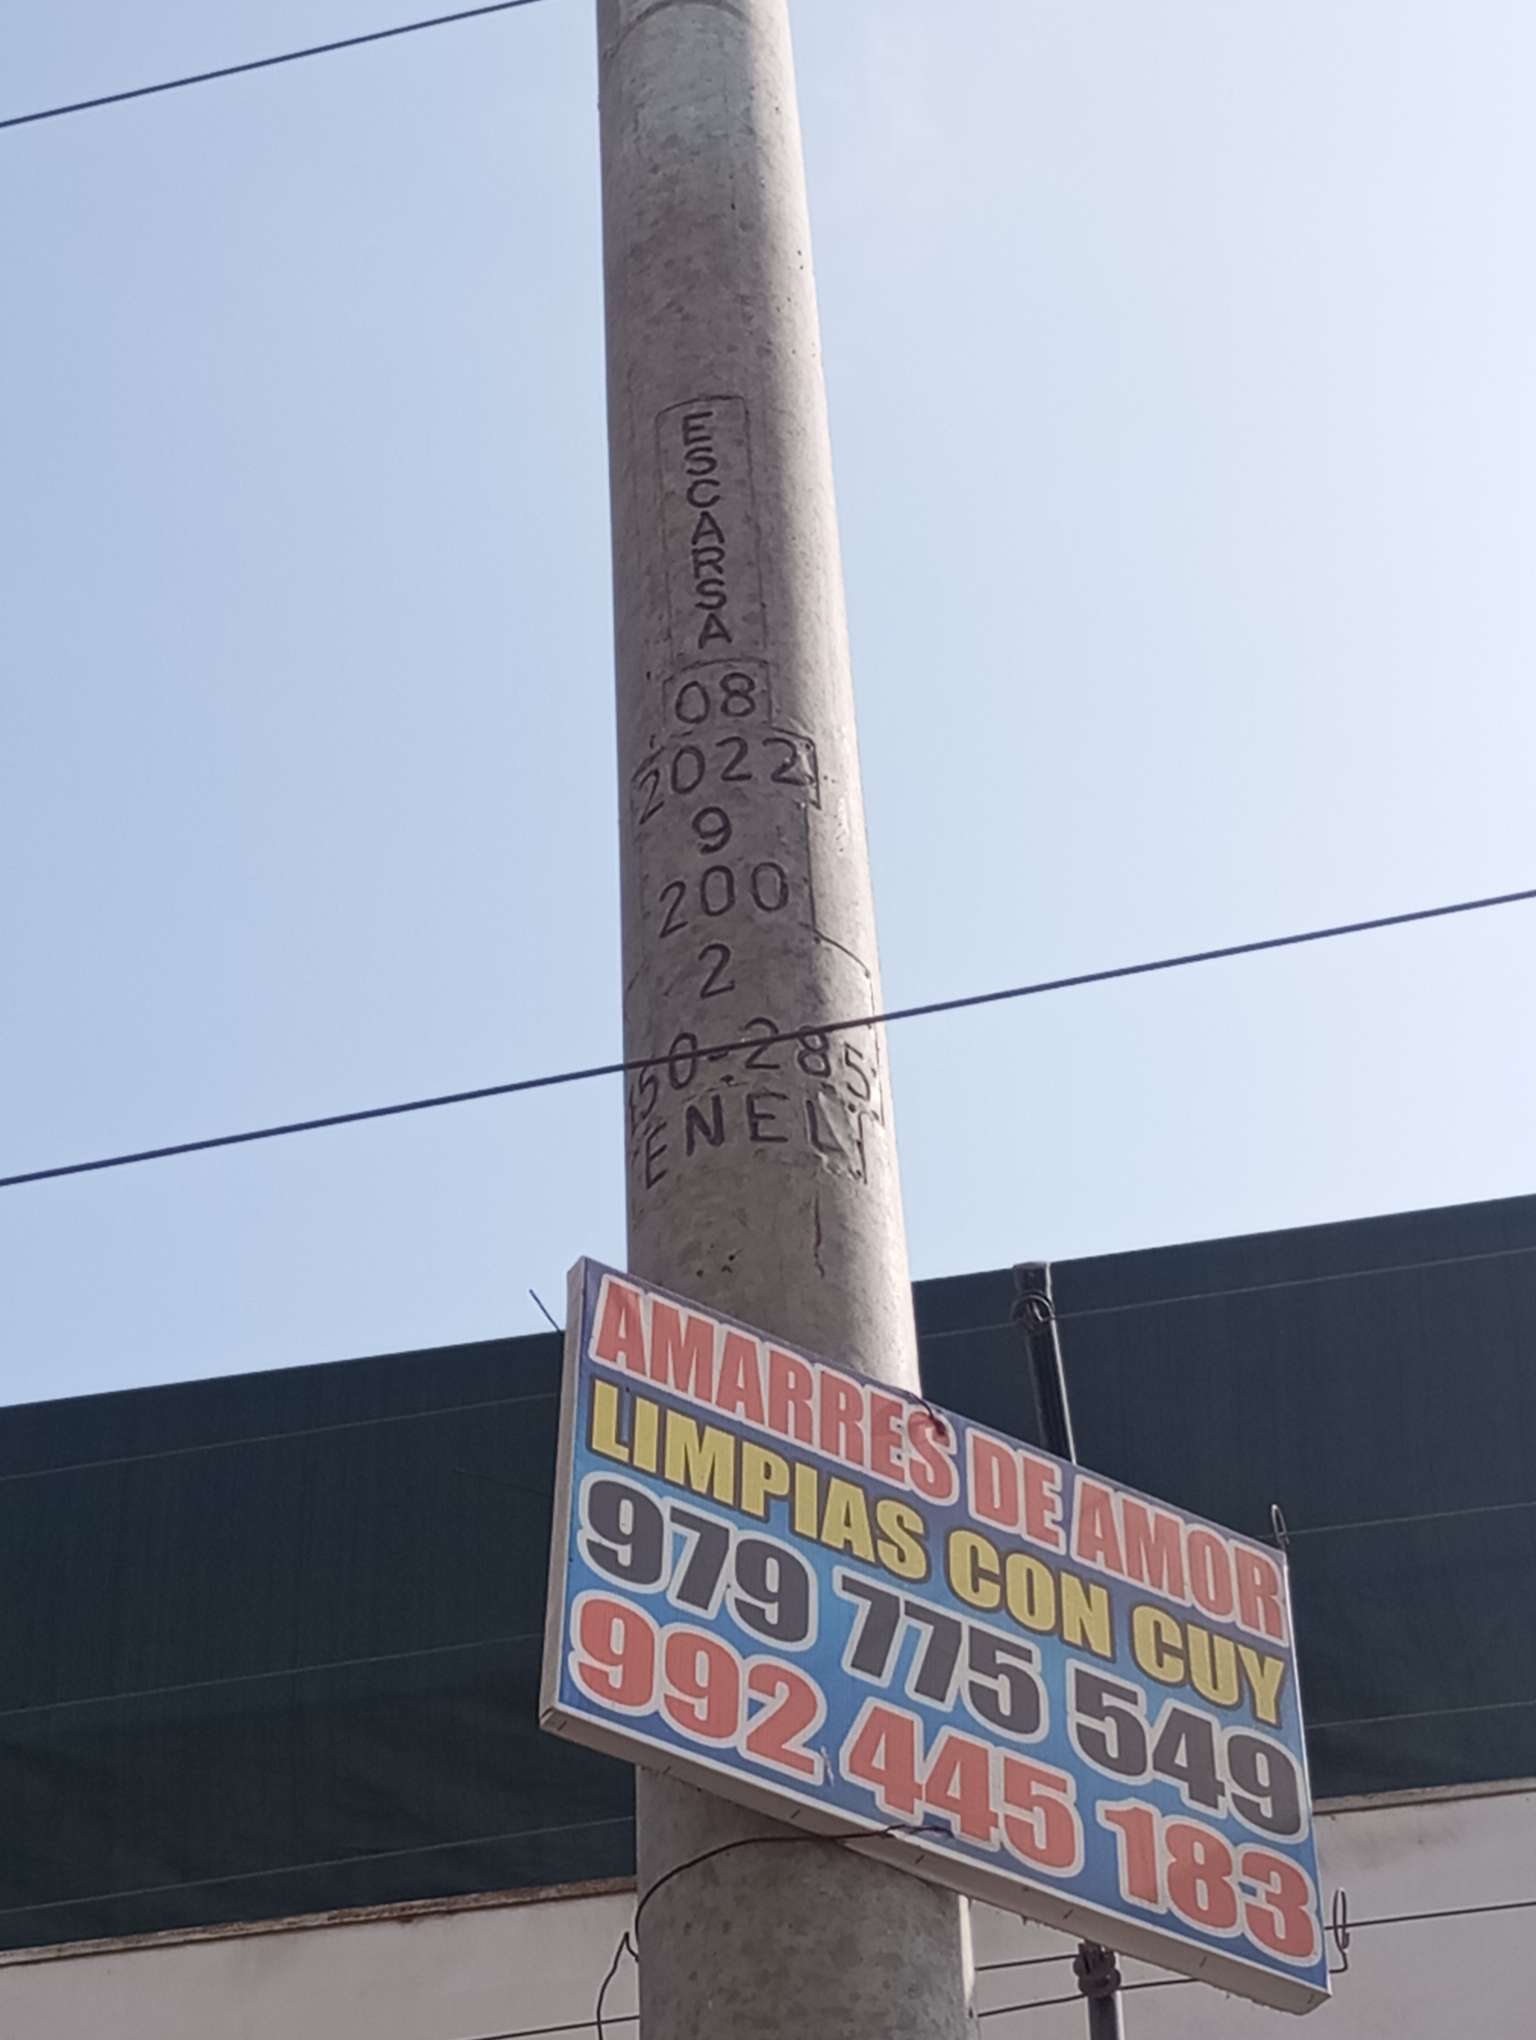 ESCARSA
08
2022
9
200
2
150-285
ENEL
AMARRES DE AMOR
LIMPIAS CON CUY
979 775 549
992 445 183